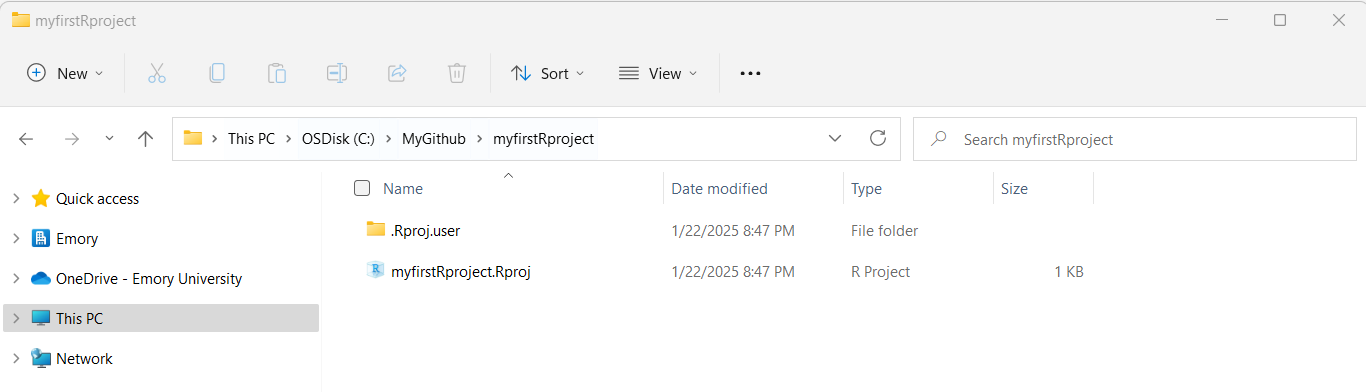 myfirstRproject
New Sort View
This PC OSDisk (C:) MyGithub myfirstRproject Search myfirstRproject
Quick access
Emory
OneDrive - Emory University
This PC
Network
Name Date modified Type Size
.Rproj.user 1/22/2025 8:47 PM File folder
myfirstRproject.Rproj 1/22/2025 8:47 PM R Project 1 KB